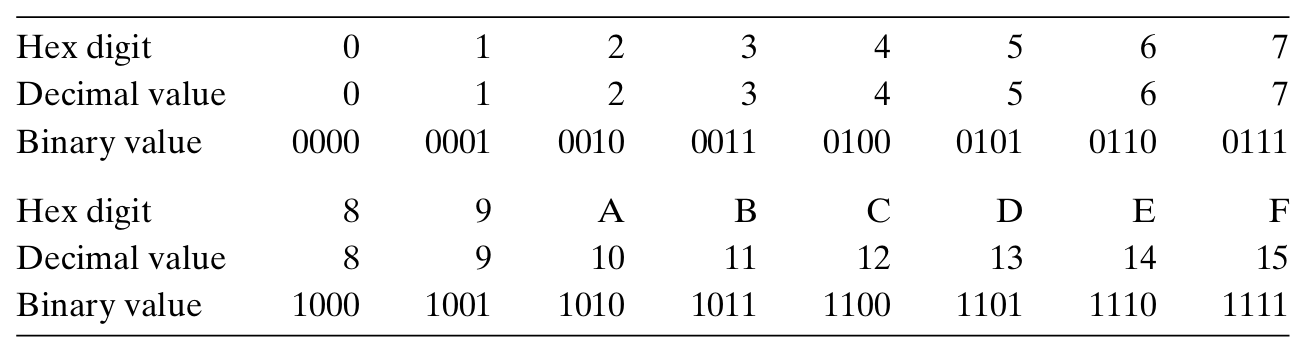 Hex digit 0 1 2 3 4 5 6 7
Decimal value 0 1 2 3 4 5 6 7
Binary value 0000 0001 0010 0011 0100 0101 0110 0111
Hex digit 8 9 A B C D E F
Decimal value 8 9 10 11 12 13 14 15
Binary value 1000 1001 1010 1011 1100 1101 1110 1111